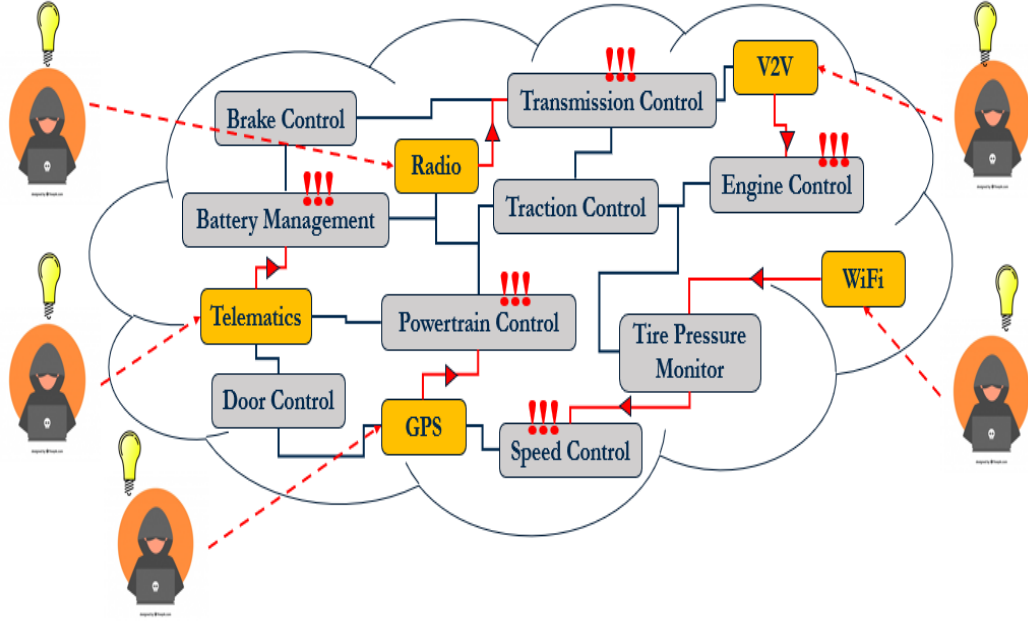 V2V
Transmission Control
Brake Control
Radio
Engine Control
Traction Control
Battery Management
WiFi
Telematics
Powertrain Control
Tire Pressure
Monitor
Door Control
GPS
Speed Control